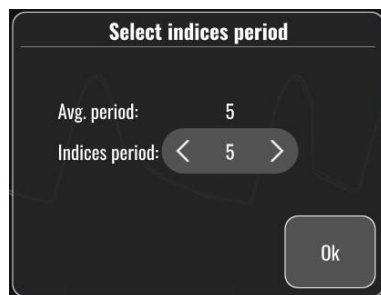 Select indices period
Avg. period: 5
Indices period: < 5 >
Ok